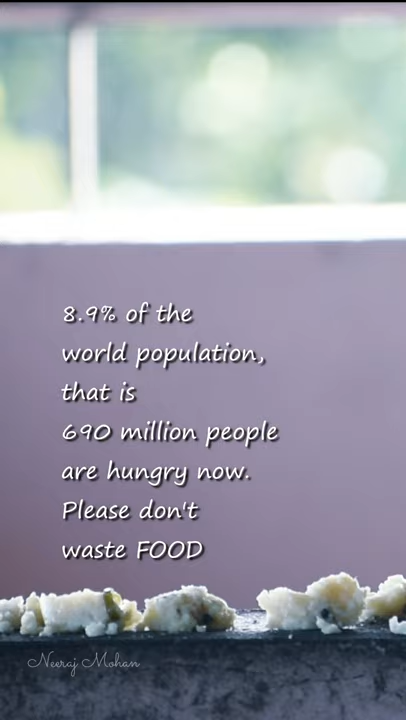 8.9% of the
world population,
that is
690 million people
are hungry now.
Please don't
waste FOOD
Neeraj Mohan